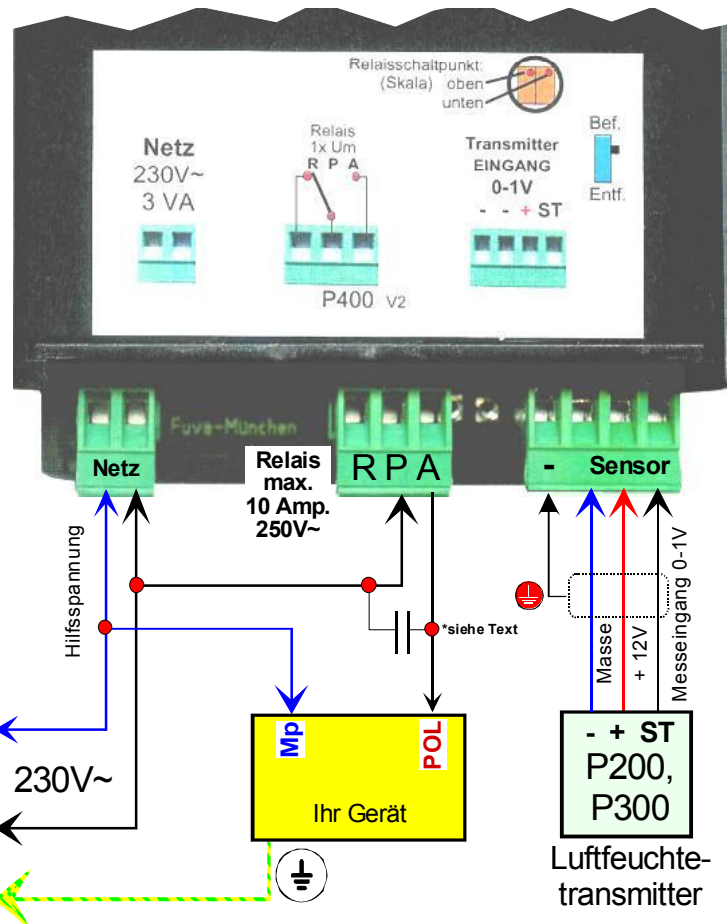 Relaisschaltpunkt:
(Skala) oben
unten
Netz
230V~
3 VA
Relais
1x Um
R P A
Transmitter
EINGANG
0-1V
- - + ST
Bef.
Entf.
P400 V2
Fuva-München
Netz
Relais
max.
10 Amp.
250V~
R P A
- Sensor
Hilfsspannung
*siehe Text
Masse
+ 12V
Messeingang 0-1V
Mp
POL
Ihr Gerät
230V~
- + ST
P200,
P300
Luftfeuchte-
transmitter